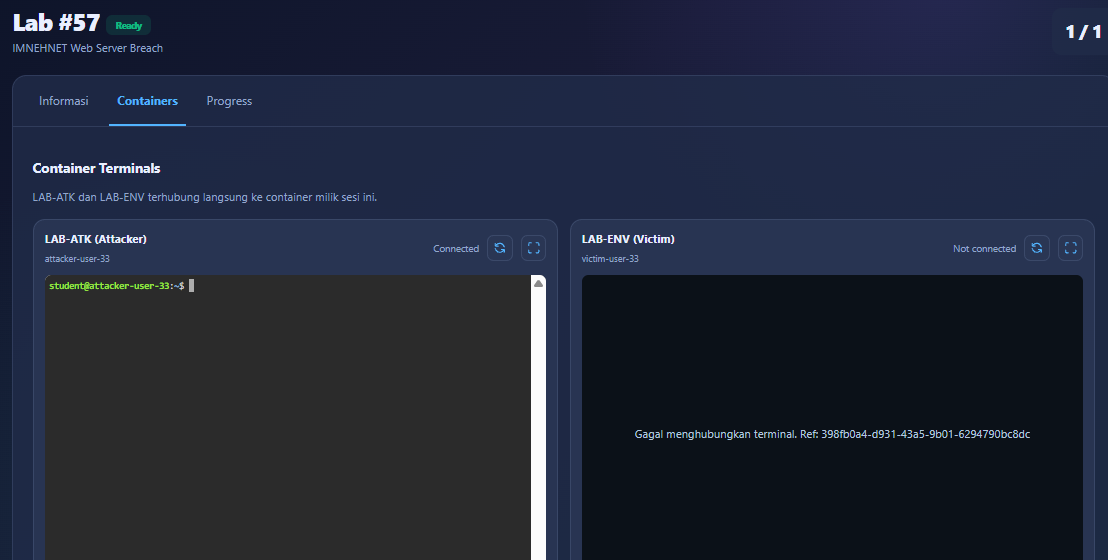 Lab #57 Ready
IMNEHNET Web Server Breach
1 / 1
Informasi Containers Progress
Container Terminals
LAB-ATK dan LAB-ENV terhubung langsung ke container milik sesi ini.
LAB-ATK (Attacker)
attacker-user-33
Connected
student@attacker-user-33:~$
LAB-ENV (Victim)
victim-user-33
Not connected
Gagal menghubungkan terminal. Ref: 398fb0a4-d931-43a5-9b01-6294790bc8dc